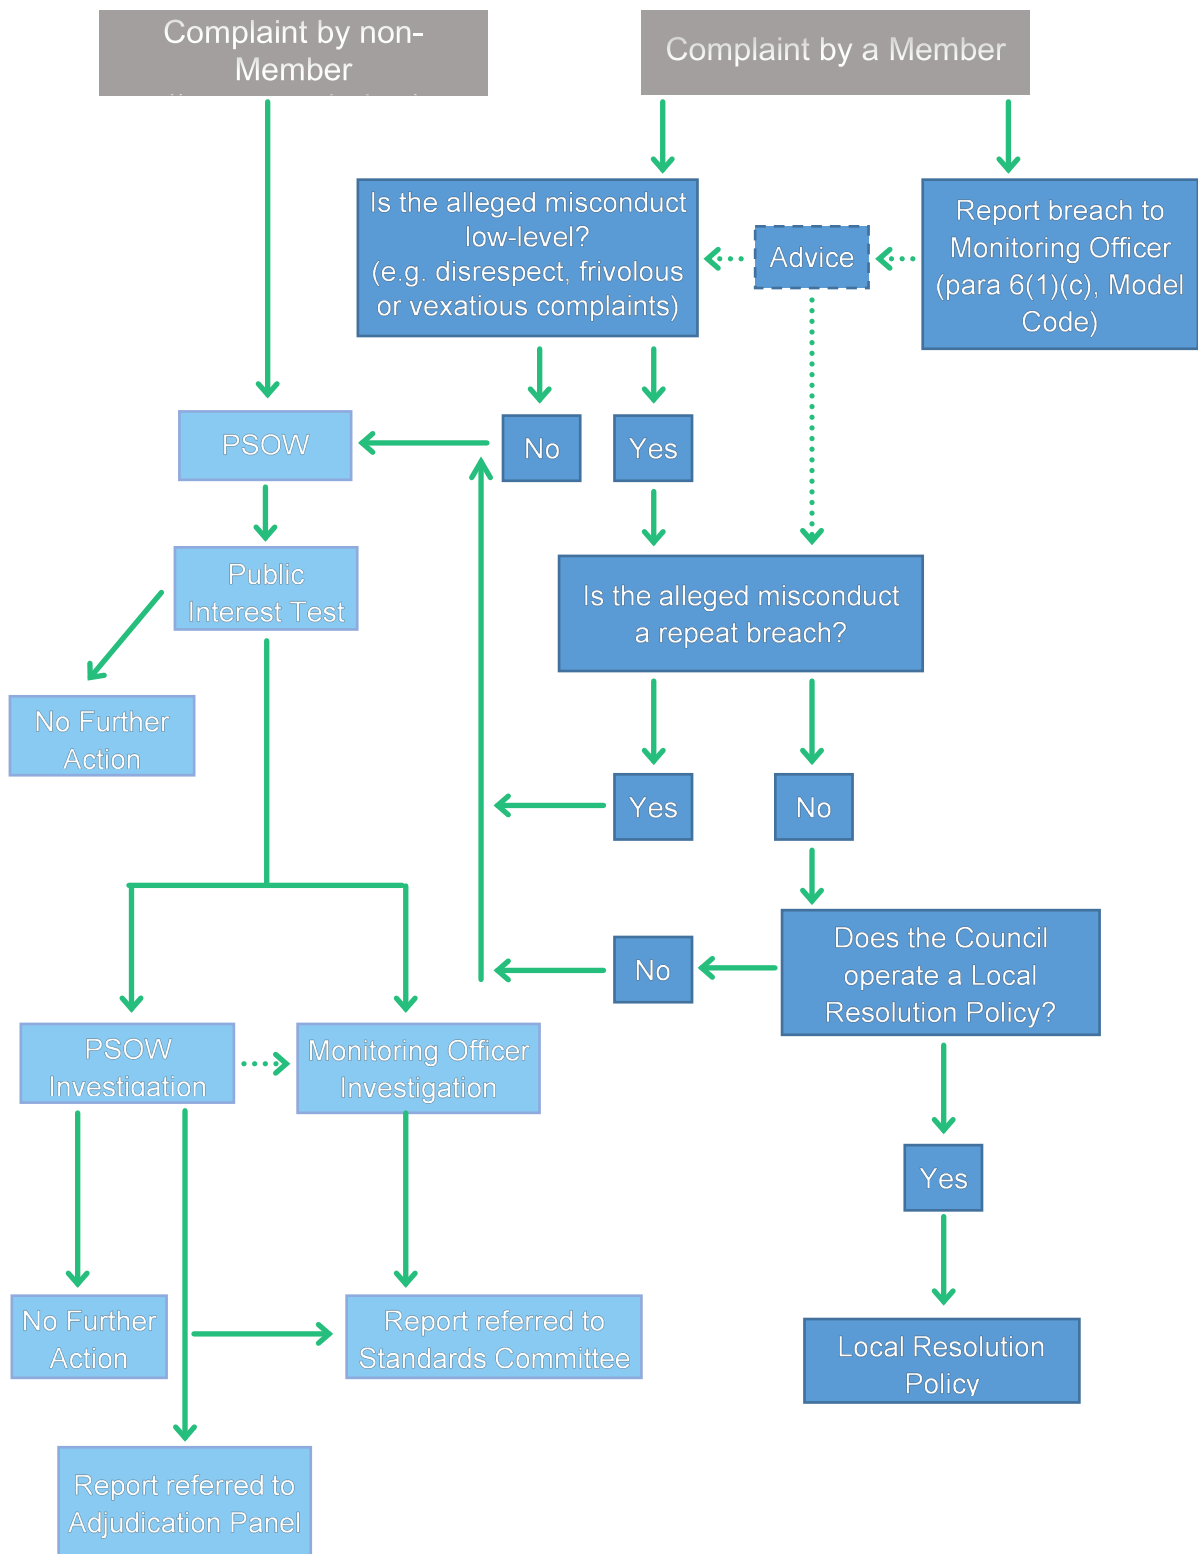 Complaint by non-
Member
Complaint by a Member
Is the alleged misconduct
low-level?
(e.g. disrespect, frivolous
or vexatious complaints)
Advice
Report breach to
Monitoring Officer
(para 6(1)(c), Model
Code)
PSOW
No
Yes
Public
Interest Test
Is the alleged misconduct
a repeat breach?
No Further
Action
Yes
No
Does the Council
operate a Local
Resolution Policy?
No
PSOW
Investigation
Monitoring Officer
Investigation
Yes
No Further
Action
Report referred to
Standards Committee
Local Resolution
Policy
Report referred to
Adjudication Panel